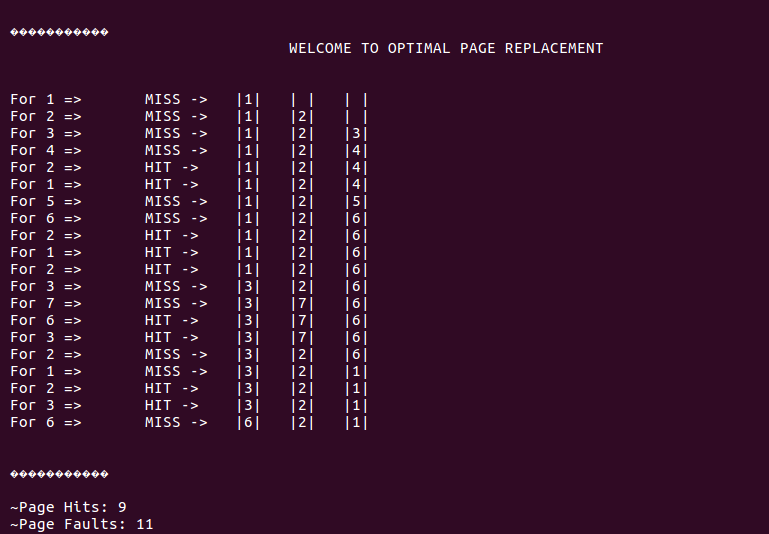 �������������
WELCOME TO OPTIMAL PAGE REPLACEMENT
For 1 => MISS -> |1| | | | |
For 2 => MISS -> |1| |2| | |
For 3 => MISS -> |1| |2| |3|
For 4 => MISS -> |1| |2| |4|
For 2 => HIT -> |1| |2| |4|
For 1 => HIT -> |1| |2| |4|
For 5 => MISS -> |1| |2| |5|
For 6 => MISS -> |1| |2| |6|
For 2 => HIT -> |1| |2| |6|
For 1 => HIT -> |1| |2| |6|
For 2 => HIT -> |1| |2| |6|
For 3 => MISS -> |3| |2| |6|
For 7 => MISS -> |3| |7| |6|
For 6 => HIT -> |3| |7| |6|
For 3 => HIT -> |3| |7| |6|
For 2 => MISS -> |3| |2| |6|
For 1 => MISS -> |3| |2| |1|
For 2 => HIT -> |3| |2| |1|
For 3 => HIT -> |3| |2| |1|
For 6 => MISS -> |6| |2| |1|
�������������
~Page Hits: 9
~Page Faults: 11